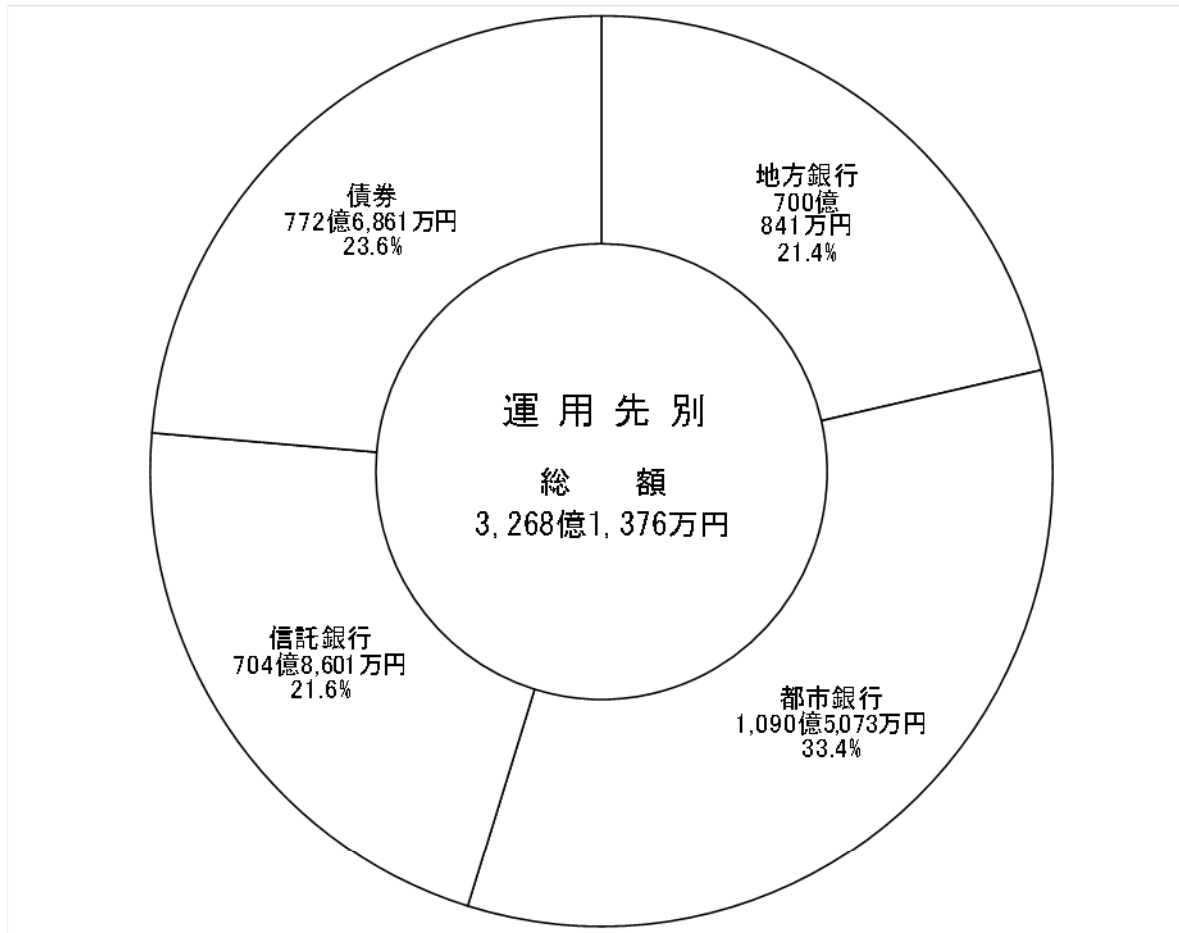 債券
772億6,861万円
23.6%
地方銀行
700億
841万円
21.4%
運用先別
総額
3,268億1,376万円
信託銀行
704億8,601万円
21.6%
都市銀行
1,090億5,073万円
33.4%